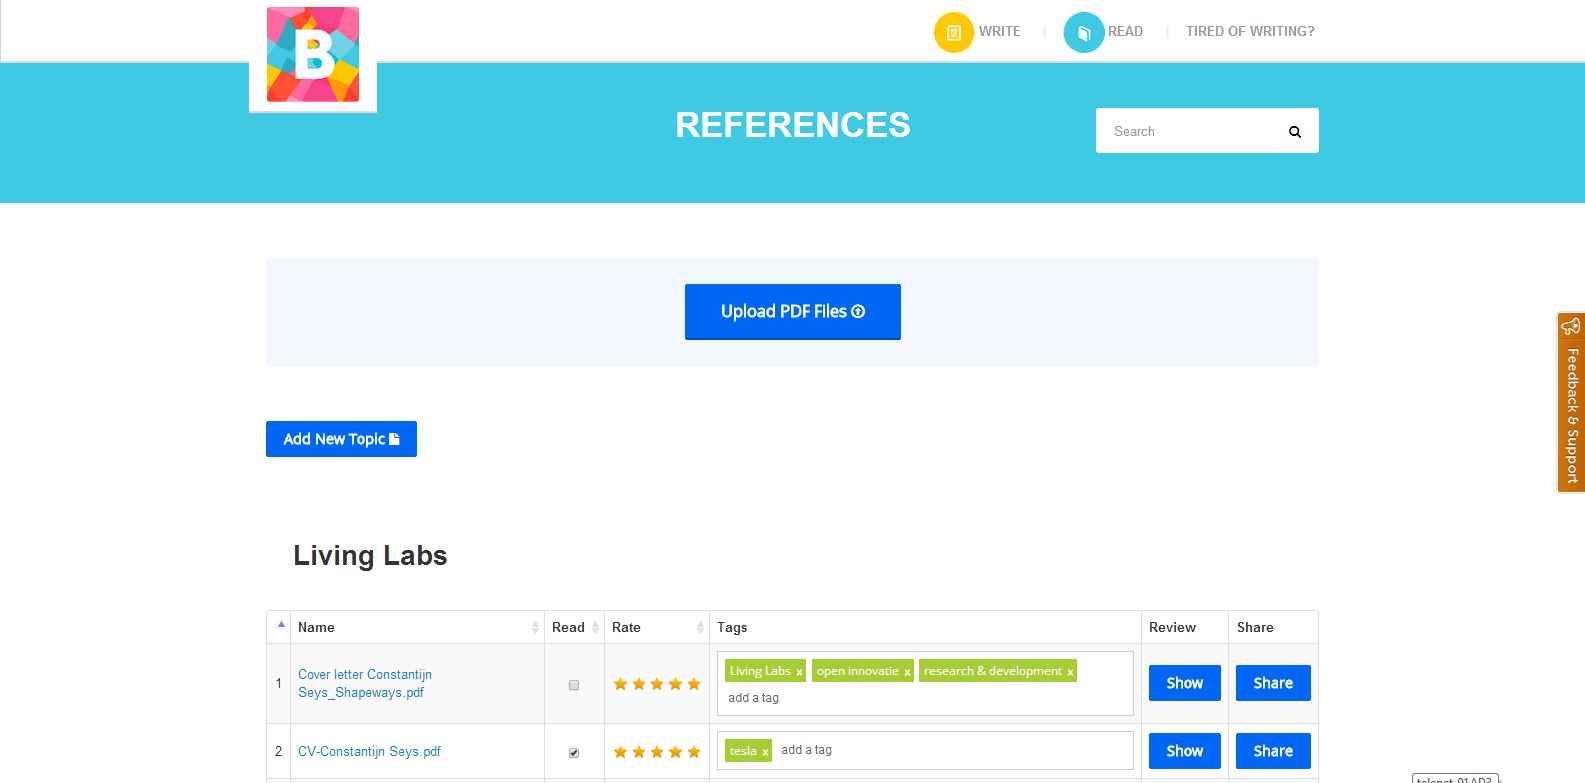 B
WRITE | READ | TIRED OF WRITING?
REFERENCES
Search
Upload PDF Files
Feedback & Support
Add New Topic
Living Labs
Name Read Rate Tags Review Share
1 Cover letter Constantijn Seys_Shapeways.pdf Living Labs x open innovatie x research & development x Show Share
add a tag
2 CV-Constantijn Seys.pdf tesla x add a tag Show Share